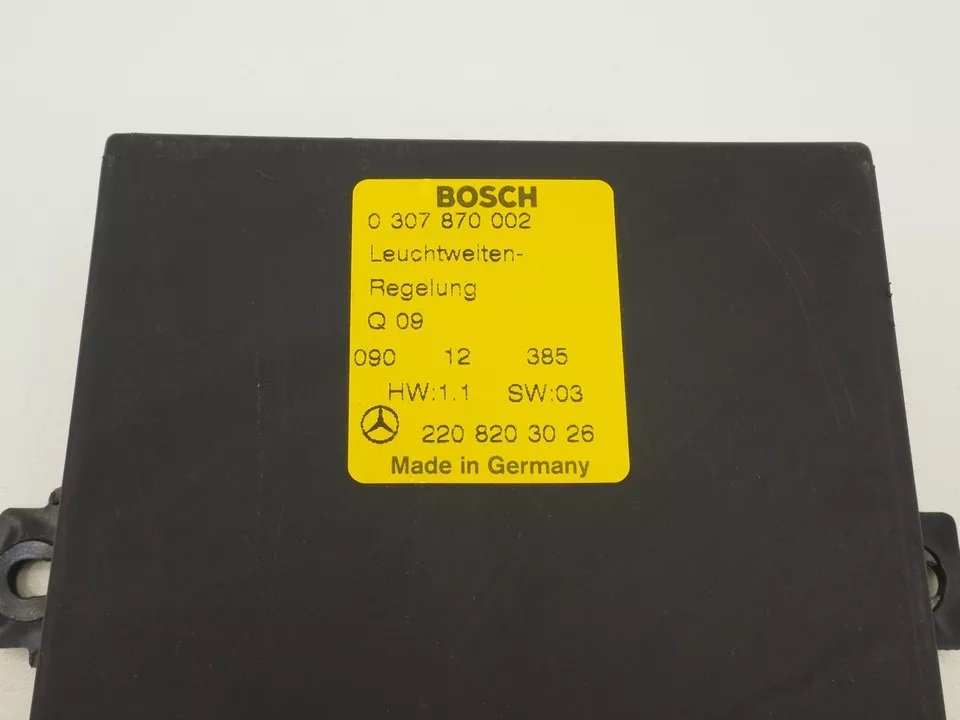 BOSCH
0 307 870 002
Leuchtweiten-
Regelung
Q 09
090 12 385
HW:1.1 SW:03
220 820 30 26
Made in Germany